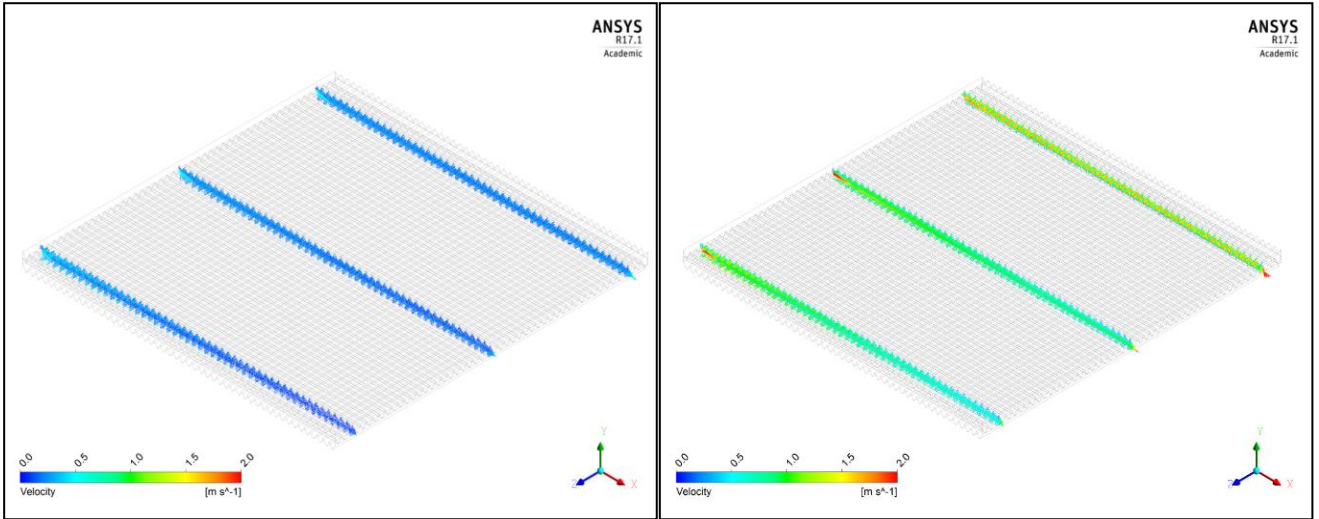 ANSYS
R17.1
Academic
0.0 0.5 1.0 1.5 2.0
Velocity [m s^-1]
Y
Z X
ANSYS
R17.1
Academic
0.0 0.5 1.0 1.5 2.0
Velocity [m s^-1]
Y
Z X